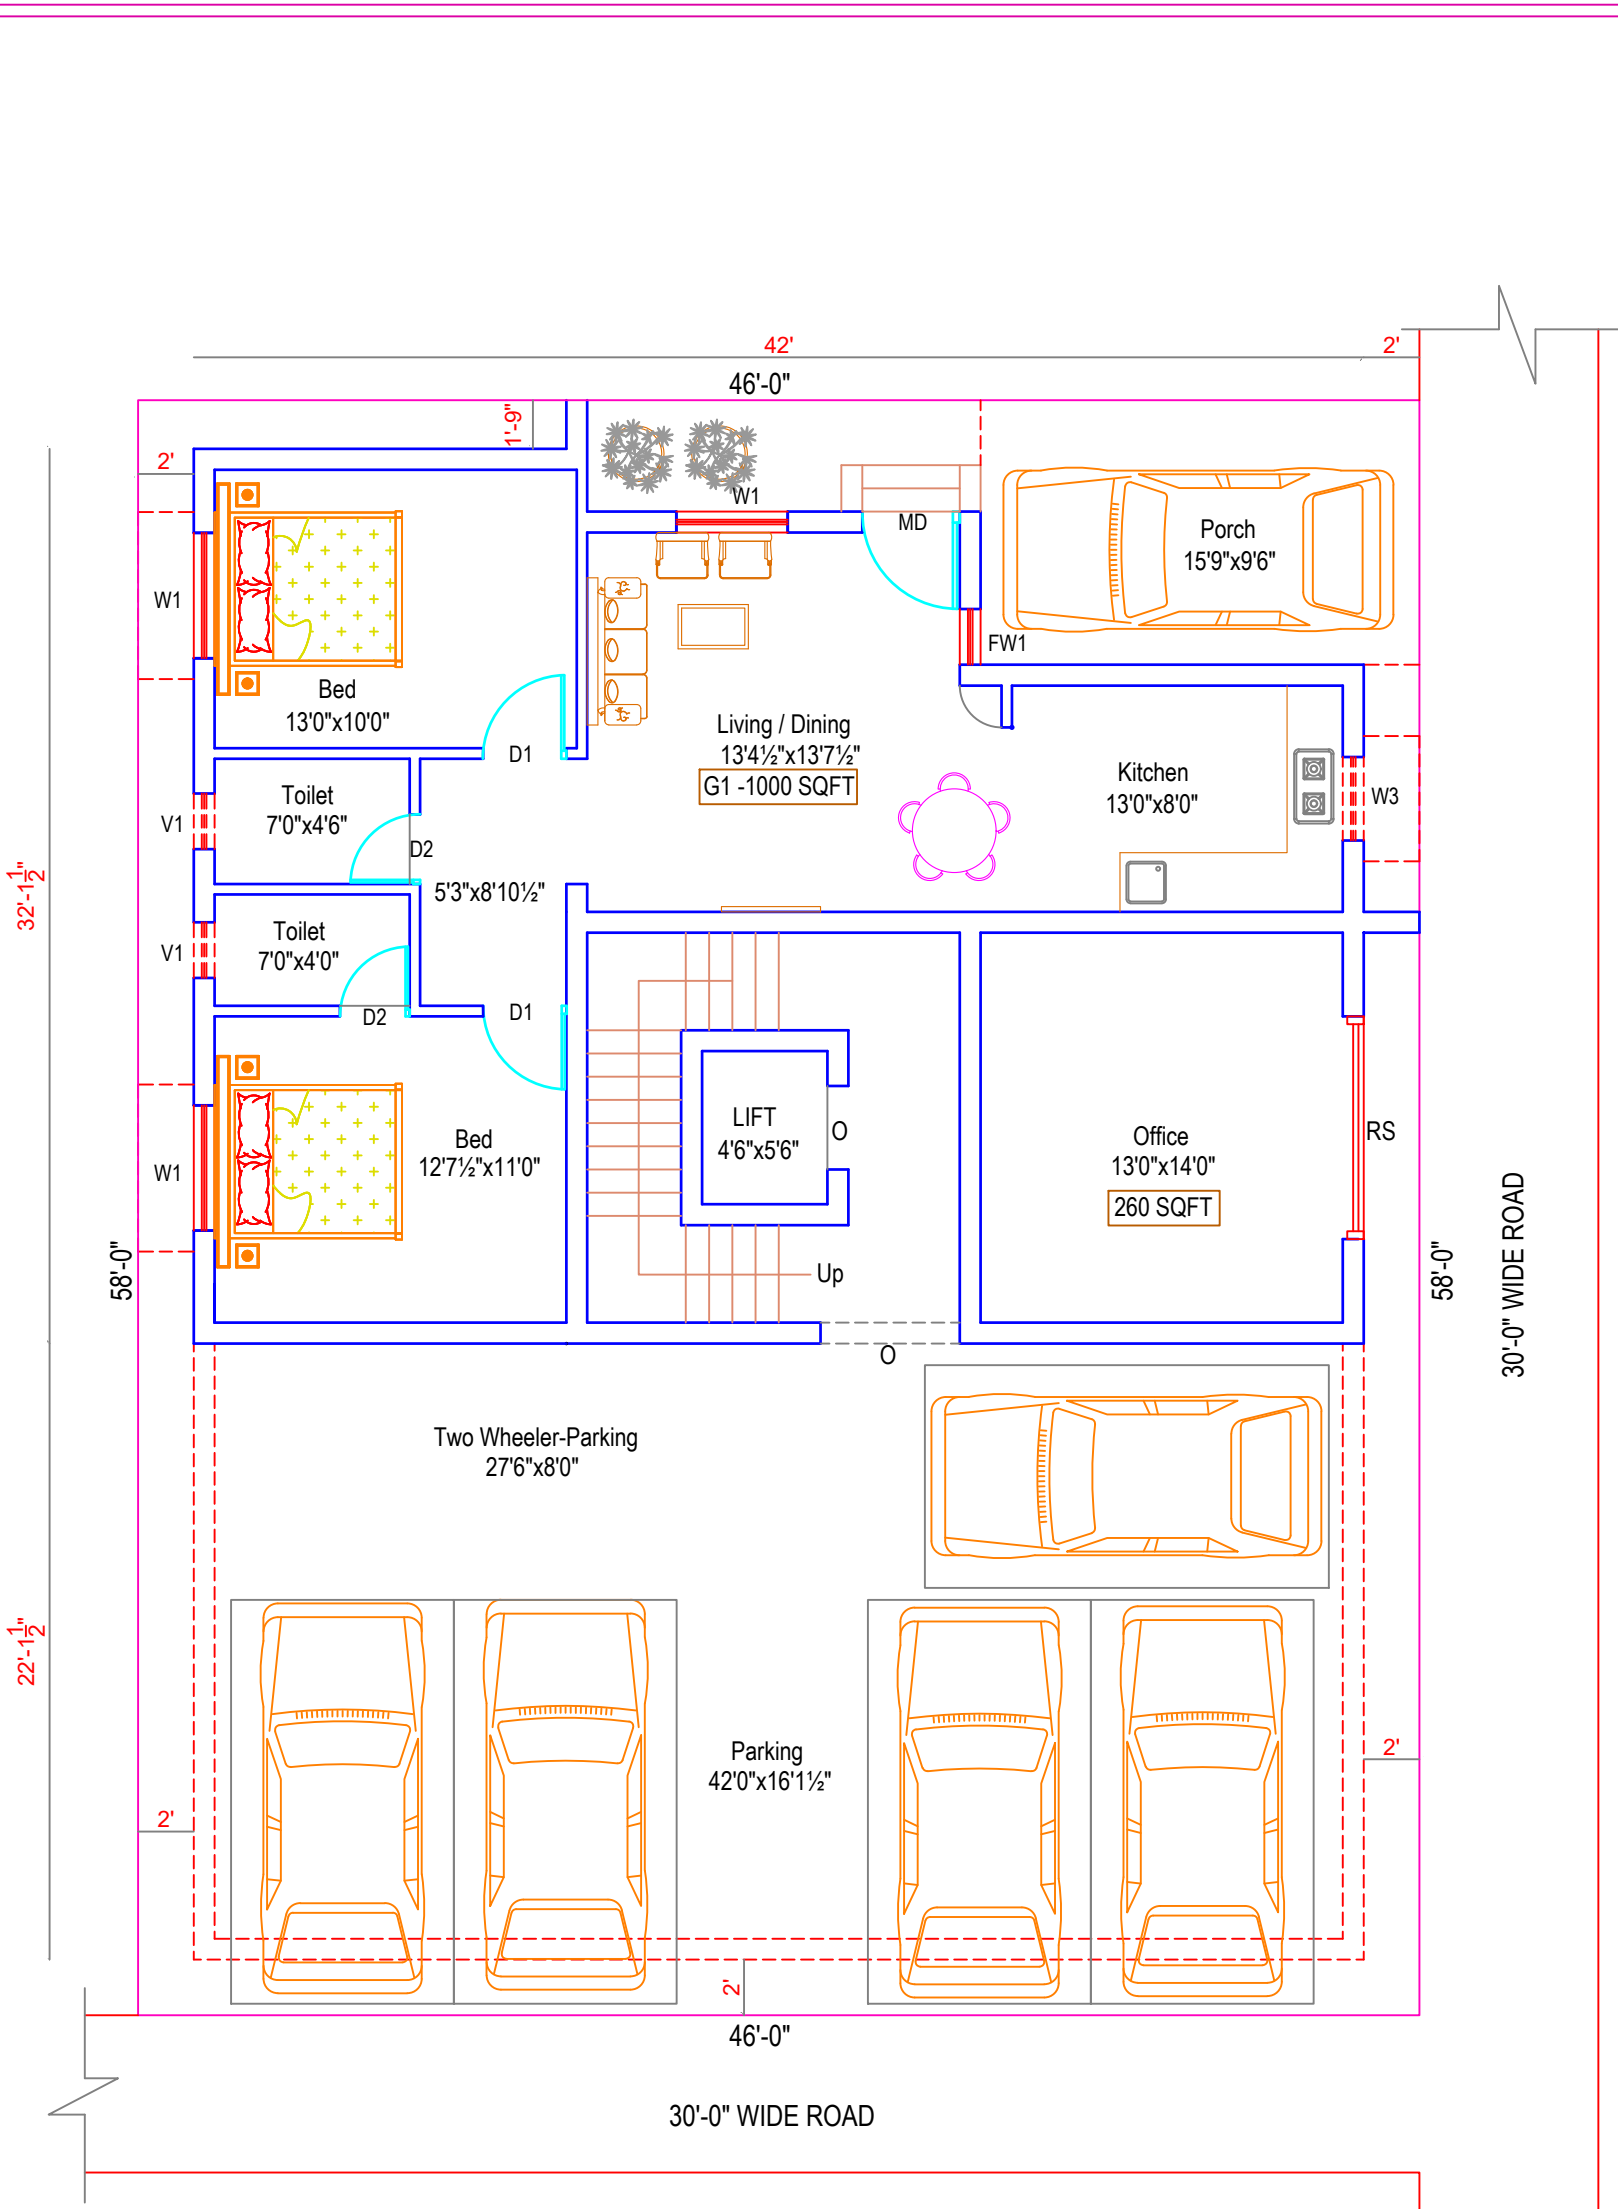 42'
2'
46'-0"
1'-9"
2'
W1
MD
Porch
15'9"x9'6"
W1
FW1
Bed
13'0"x10'0"
Living / Dining
13'4½"x13'7½"
G1 -1000 SQFT
D1
Kitchen
13'0"x8'0"
W3
Toilet
7'0"x4'6"
V1
D2
32'-1½"
5'3"x8'10½"
Toilet
7'0"x4'0"
V1
D2
D1
LIFT
4'6"x5'6"
O
Office
13'0"x14'0"
260 SQFT
RS
Bed
12'7½"x11'0"
W1
58'-0"
Up
58'-0"
30'-0" WIDE ROAD
O
Two Wheeler-Parking
27'6"x8'0"
22'-1½"
Parking
42'0"x16'1½"
2'
2'
2'
46'-0"
30'-0" WIDE ROAD